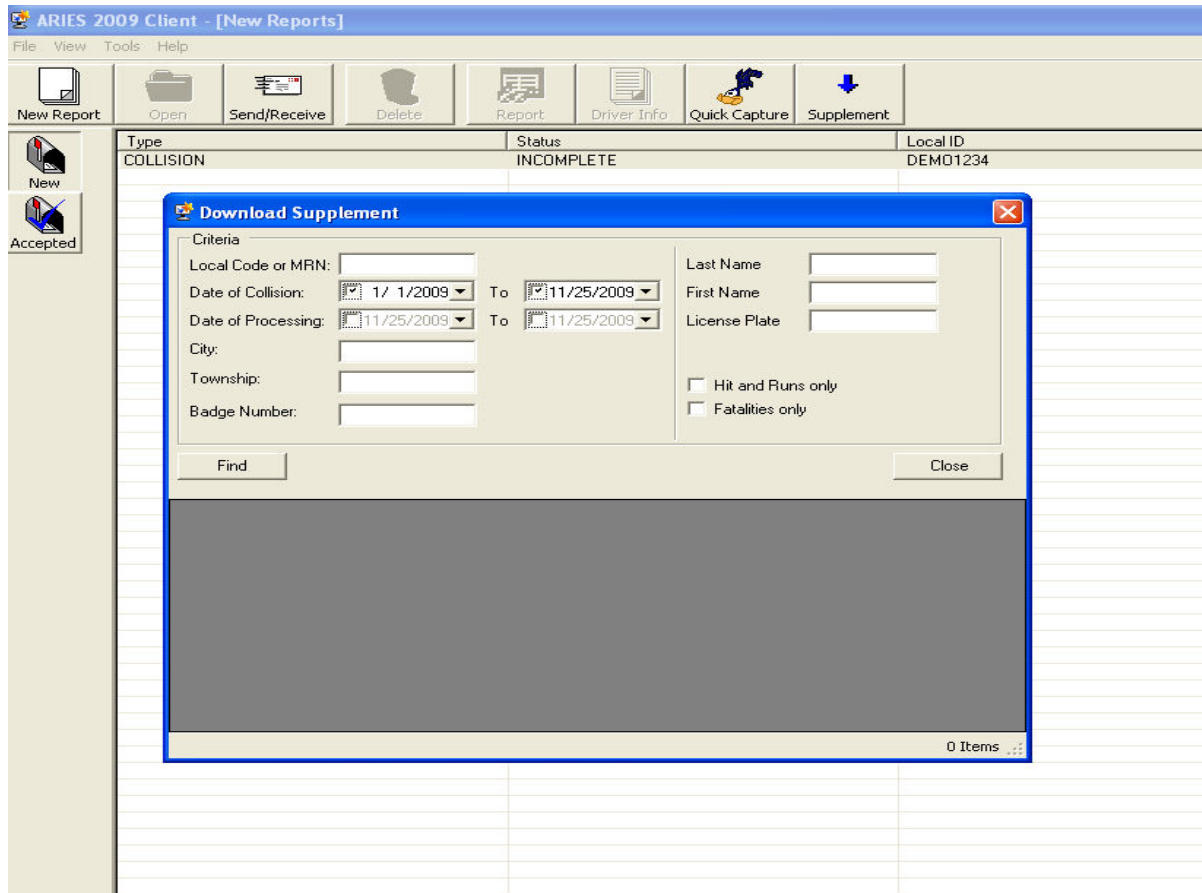 ARIES 2009 Client - [New Reports]
File View Tools Help
New Report Open Send/Receive Delete Report Driver Info Quick Capture Supplement
Type Status Local ID
COLLISION INCOMPLETE DEMO1234
New
Accepted
Download Supplement
Criteria
Local Code or MRN:
Date of Collision: 1/ 1/2009 To 11/25/2009
Date of Processing: 11/25/2009 To 11/25/2009
City:
Township:
Badge Number:
Last Name
First Name
License Plate
Hit and Runs only
Fatalities only
Find Close
0 Items